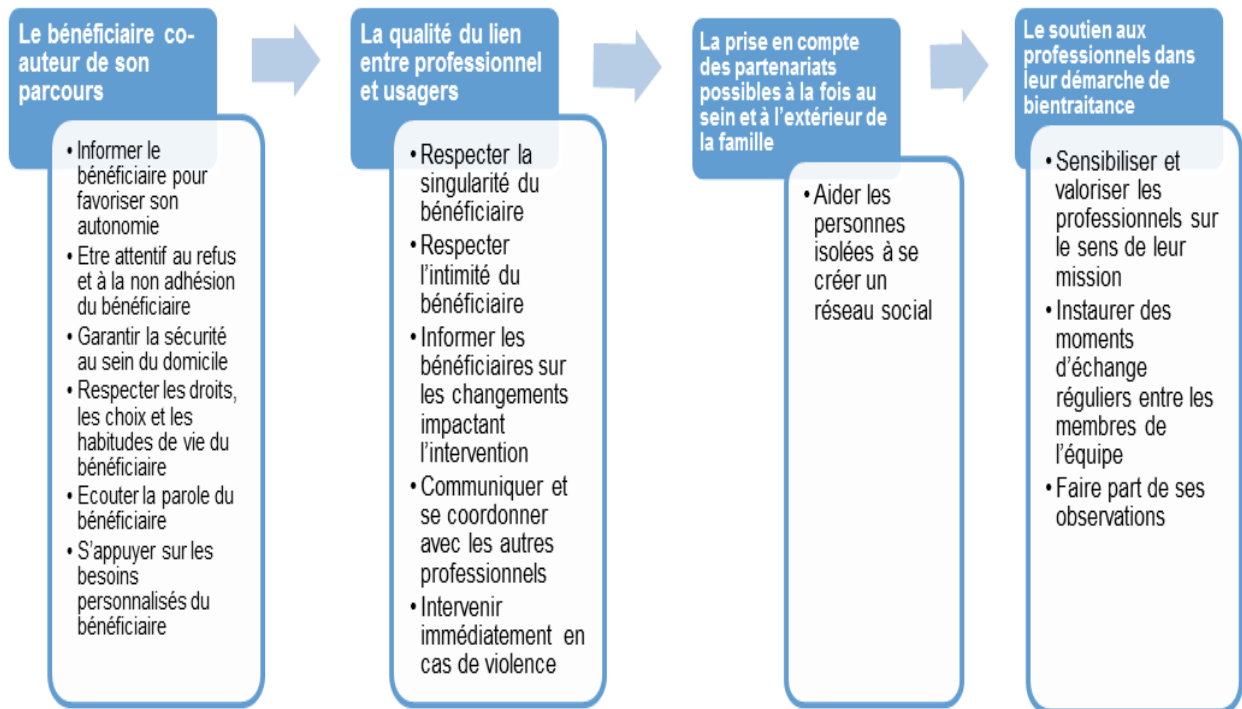 Le bénéficiaire co-
auteur de son
parcours
• Informer le
bénéficiaire pour
favoriser son
autonomie
• Etre attentif au refus
et à la non adhésion
du bénéficiaire
• Garantir la sécurité
au sein du domicile
• Respecter les droits,
les choix et les
habitudes de vie du
bénéficiaire
• Ecouter la parole du
bénéficiaire
• S'appuyer sur les
besoins
personnalisés du
bénéficiaire
La qualité du lien
entre professionnel
et usagers
• Respecter la
singularité du
bénéficiaire
• Respecter
l'intimité du
bénéficiaire
• Informer les
bénéficiaires sur
les changements
impactant
l'intervention
• Communiquer et
se coordonner
avec les autres
professionnels
• Intervenir
immédiatement en
cas de violence
La prise en compte
des partenariats
possibles à la fois au
sein et à l'extérieur de
la famille
• Aider les
personnes
isolées à se
créer un
réseau social
Le soutien aux
professionnels dans
leur démarche de
bientraitance
• Sensibiliser et
valoriser les
professionnels sur
le sens de leur
mission
• Instaurer des
moments
d'échange
réguliers entre les
membres de
l'équipe
• Faire part de ses
observations